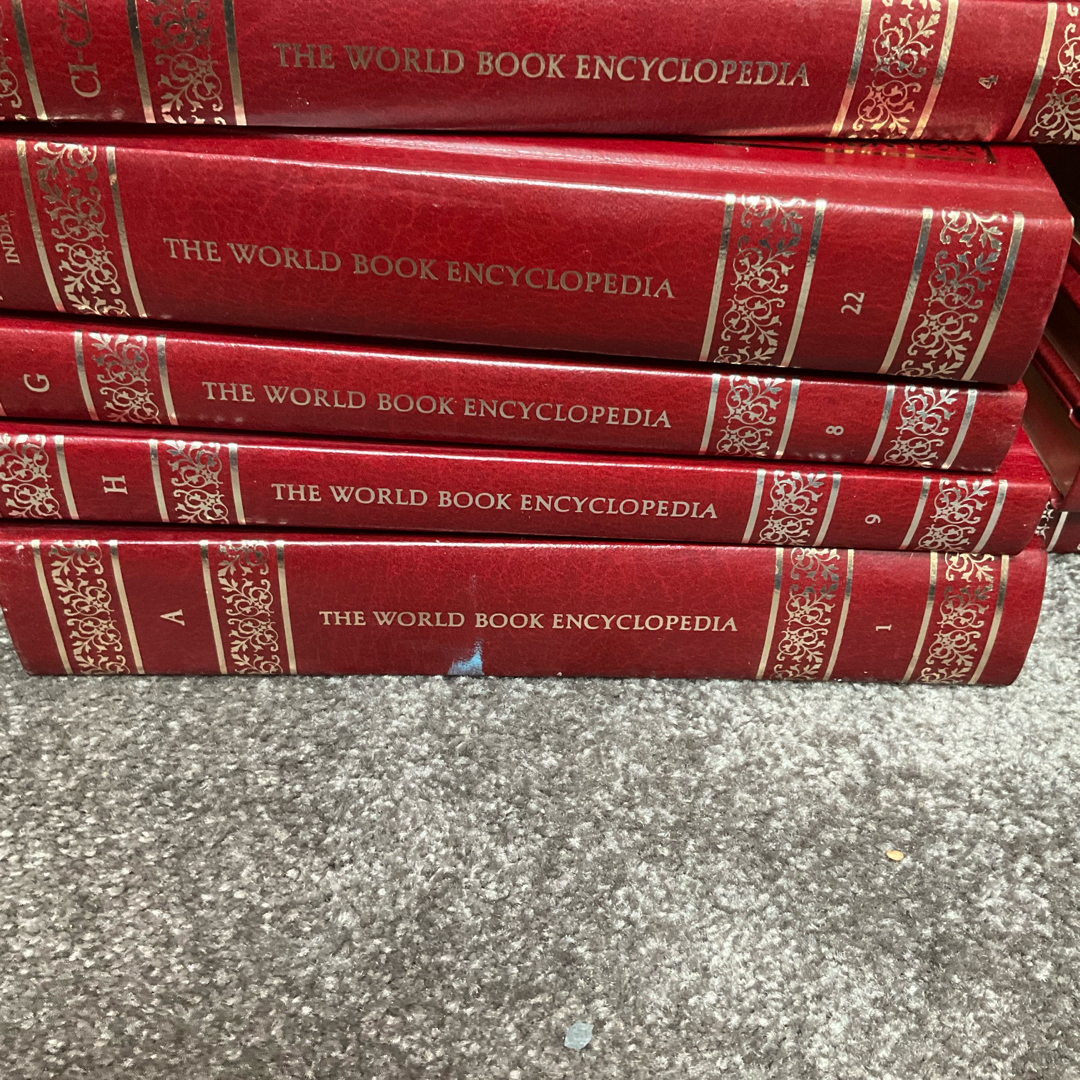 CI-CZ THE WORLD BOOK ENCYCLOPEDIA 4
INDEX THE WORLD BOOK ENCYCLOPEDIA 22
G THE WORLD BOOK ENCYCLOPEDIA 8
H THE WORLD BOOK ENCYCLOPEDIA 9
A THE WORLD BOOK ENCYCLOPEDIA 1